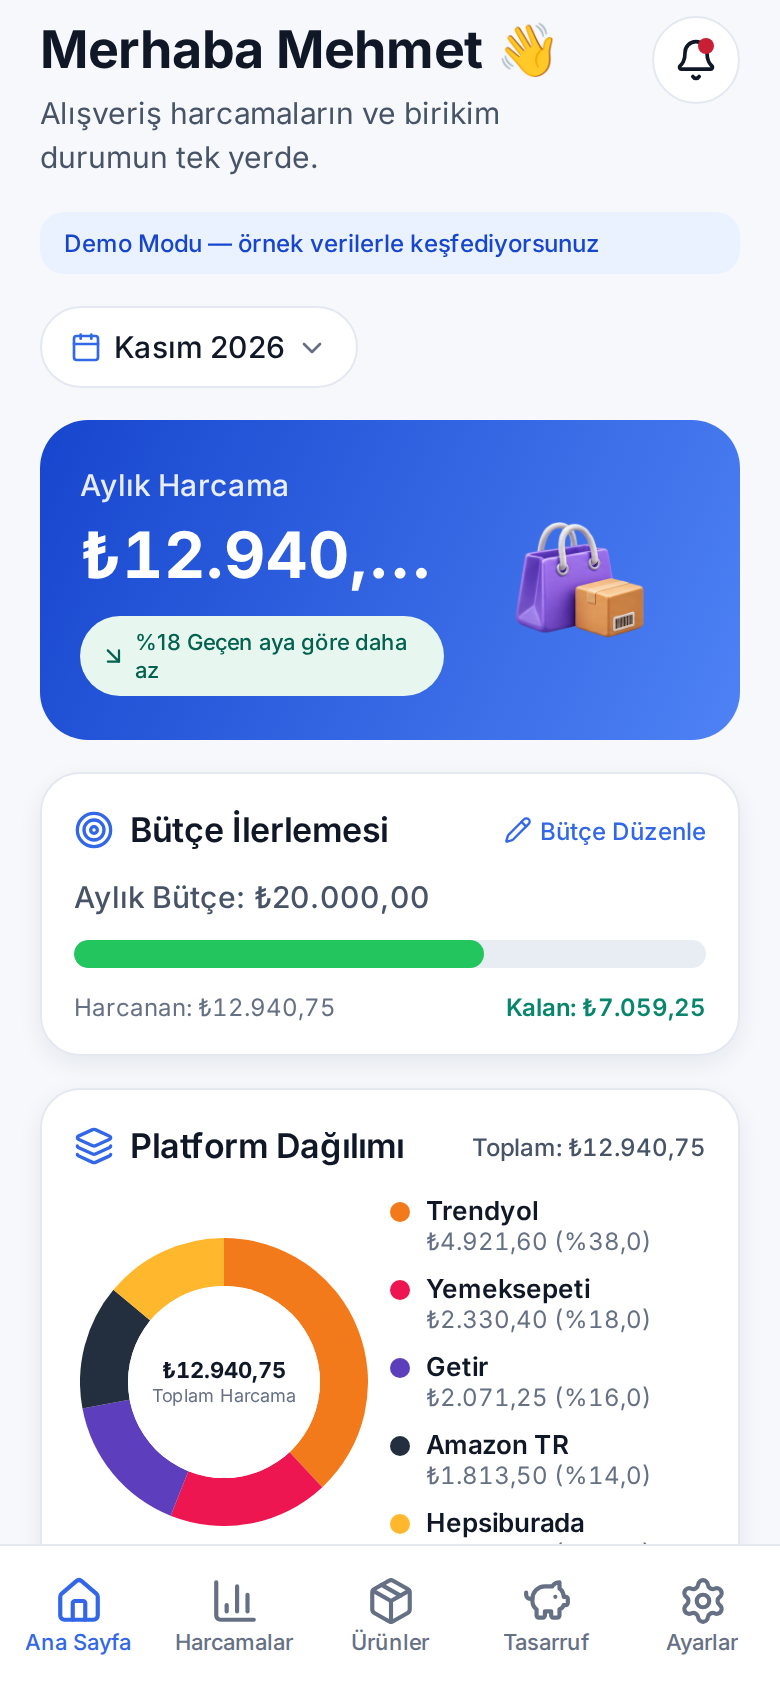 Merhaba Mehmet 👋
Alışveriş harcamaların ve birikim
durumun tek yerde.
Demo Modu — örnek verilerle keşfediyorsunuz
Kasım 2026
Aylık Harcama
₺12.940,...
%18 Geçen aya göre daha
az
Bütçe İlerlemesi
Bütçe Düzenle
Aylık Bütçe: ₺20.000,00
Harcanan: ₺12.940,75
Kalan: ₺7.059,25
Platform Dağılımı
Toplam: ₺12.940,75
₺12.940,75
Toplam Harcama
Trendyol
₺4.921,60 (%38,0)
Yemeksepeti
₺2.330,40 (%18,0)
Getir
₺2.071,25 (%16,0)
Amazon TR
₺1.813,50 (%14,0)
Hepsiburada
Ana Sayfa
Harcamalar
Ürünler
Tasarruf
Ayarlar